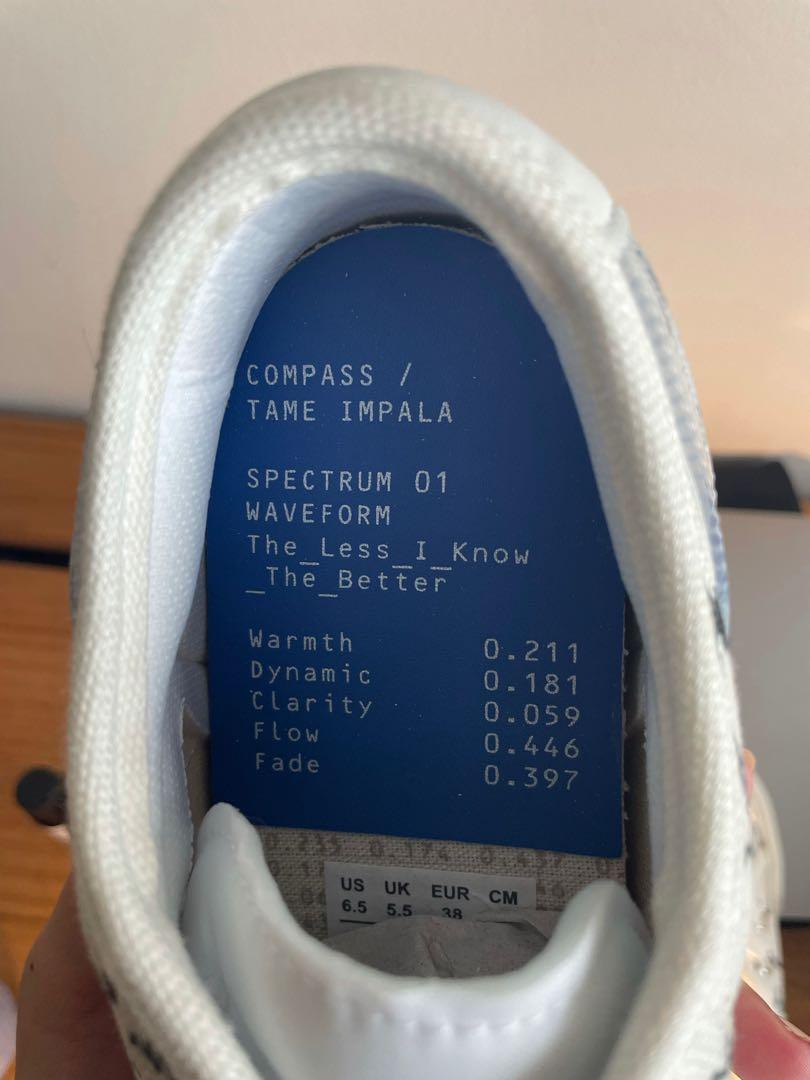 COMPASS /
TAME IMPALA
SPECTRUM 01
WAVEFORM
The_Less_I_Know
_The_Better
Warmth 0.211
Dynamic 0.181
Clarity 0.059
Flow 0.446
Fade 0.397
US UK EUR CM
6.5 5.5 38